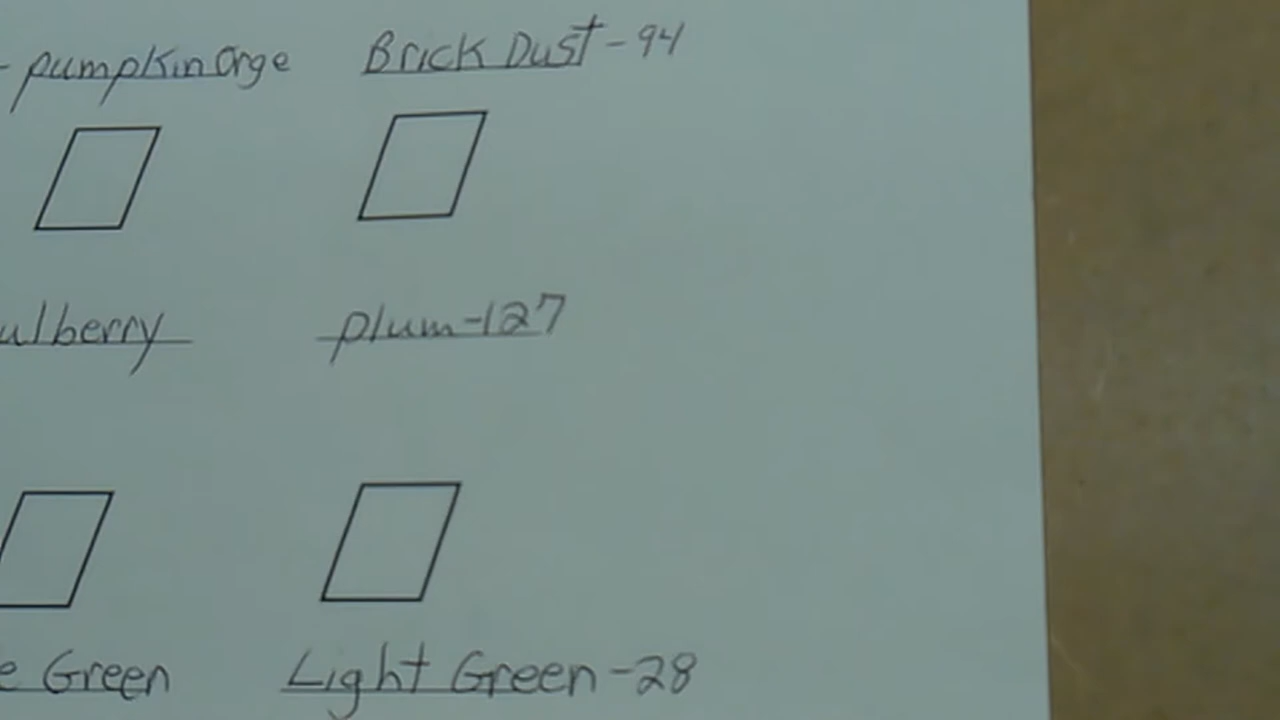 - pumpkin Orge Brick Dust - 94
ulberry plum - 127
e Green Light Green - 28